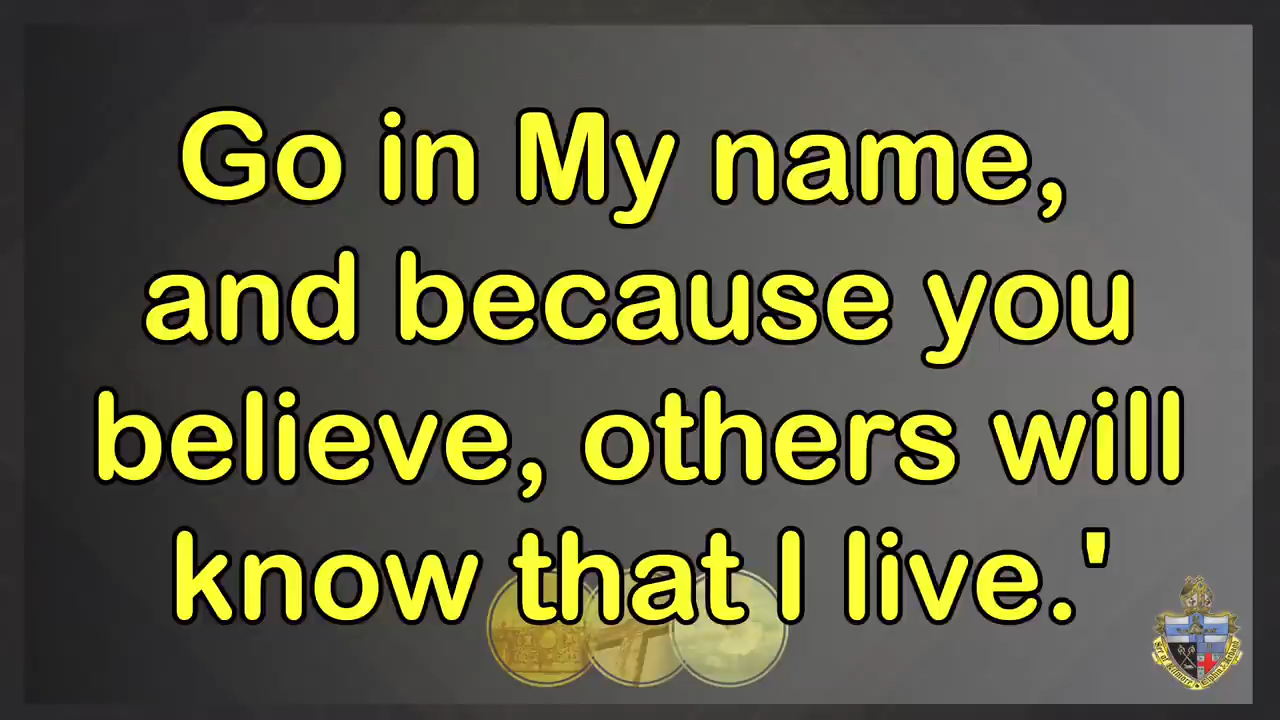 Go in My name,
and because you
believe, others will
know that I live.'